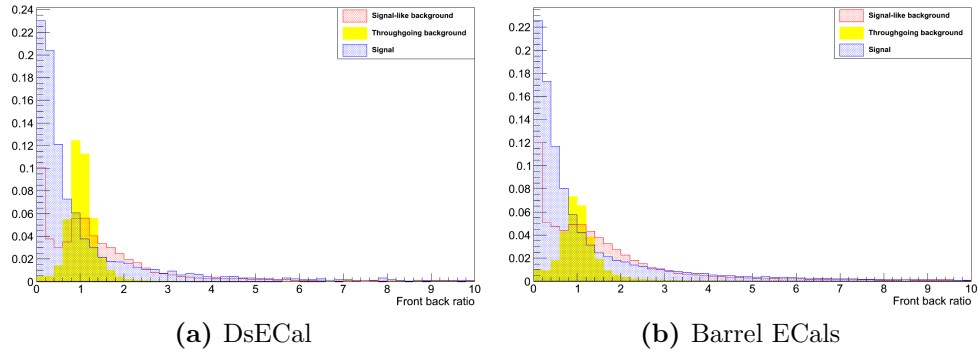 0.24
0.22
0.2
0.18
0.16
0.14
0.12
0.1
0.08
0.06
0.04
0.02
0
0 1 2 3 4 5 6 7 8 9 10
Front back ratio
Signal-like background
Throughgoing background
Signal
(a) DsECal
0.22
0.2
0.18
0.16
0.14
0.12
0.1
0.08
0.06
0.04
0.02
0
0 1 2 3 4 5 6 7 8 9 10
Front back ratio
Signal-like background
Throughgoing background
Signal
(b) Barrel ECals